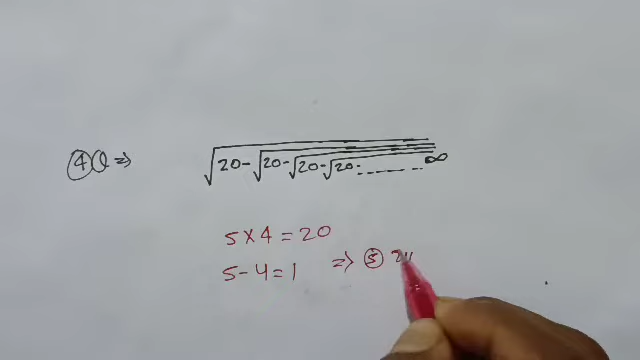 ④Q ⇒ √20-√20-√20-√20- ------- ∞
5 × 4 = 20
5 - 4 = 1 ⇒ ⑤